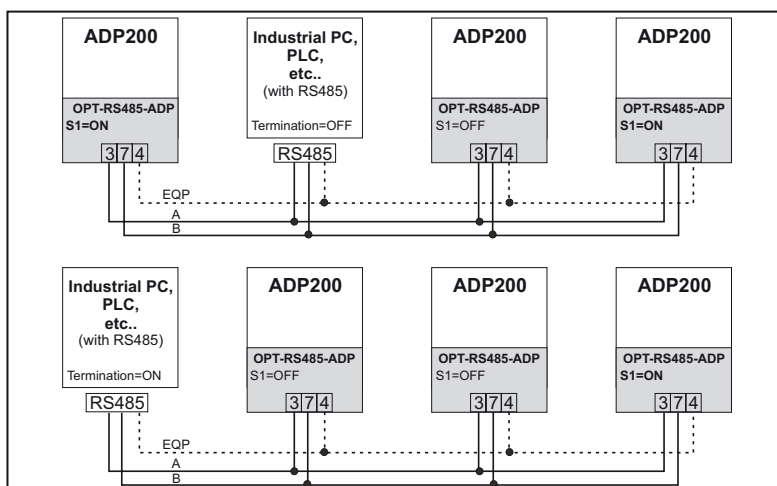 ADP200
OPT-RS485-ADP
S1=ON
3 7 4
Industrial PC,
PLC,
etc..
(with RS485)
Termination=OFF
RS485
ADP200
OPT-RS485-ADP
S1=OFF
3 7 4
ADP200
OPT-RS485-ADP
S1=ON
3 7 4
EQP
A
B
Industrial PC,
PLC,
etc..
(with RS485)
Termination=ON
RS485
ADP200
OPT-RS485-ADP
S1=OFF
3 7 4
ADP200
OPT-RS485-ADP
S1=OFF
3 7 4
ADP200
OPT-RS485-ADP
S1=ON
3 7 4
EQP
A
B